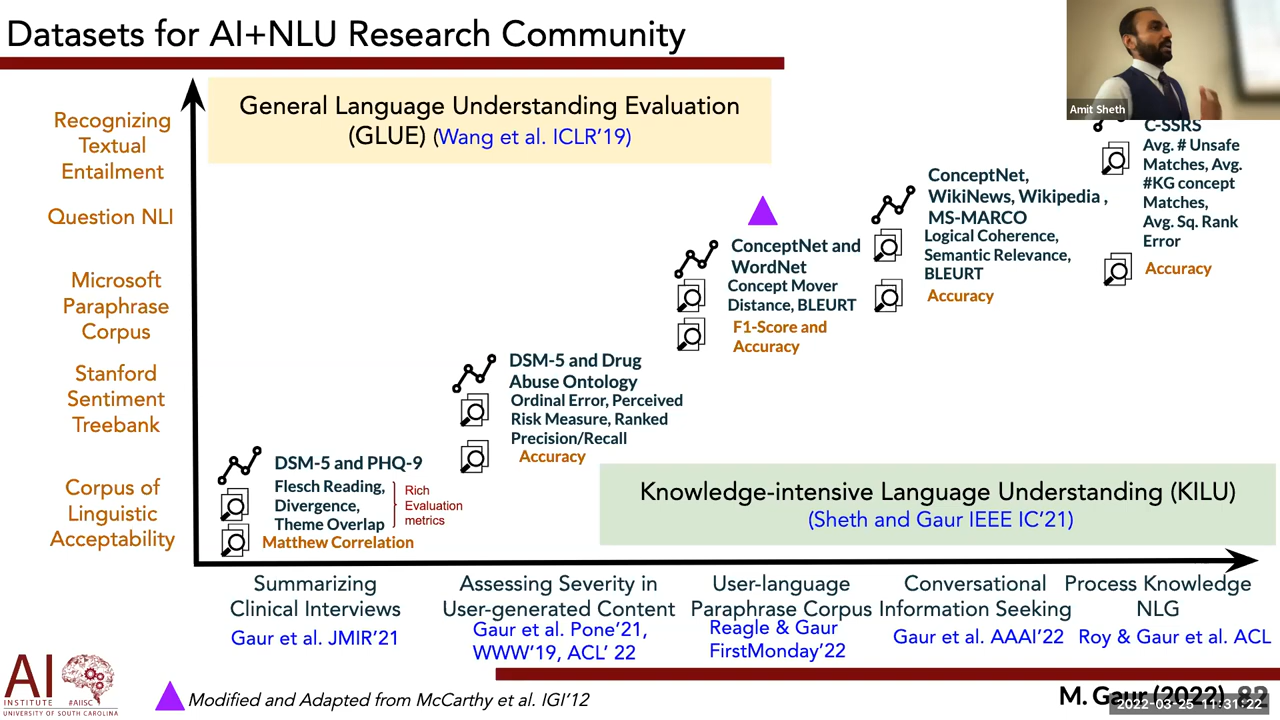 Datasets for AI+NLU Research Community
Amit Sheth
General Language Understanding Evaluation
(GLUE) (Wang et al. ICLR'19)
Recognizing
Textual
Entailment
Question NLI
Microsoft
Paraphrase
Corpus
Stanford
Sentiment
Treebank
Corpus of
Linguistic
Acceptability
DSM-5 and PHQ-9
Flesch Reading,
Divergence,
Theme Overlap
Rich
Evaluation
metrics
Matthew Correlation
DSM-5 and Drug
Abuse Ontology
Ordinal Error, Perceived
Risk Measure, Ranked
Precision/Recall
Accuracy
ConceptNet and
WordNet
Concept Mover
Distance, BLEURT
F1-Score and
Accuracy
ConceptNet,
WikiNews, Wikipedia ,
MS-MARCO
Logical Coherence,
Semantic Relevance,
BLEURT
Accuracy
C-SSRS
Avg. # Unsafe
Matches, Avg.
#KG concept
Matches,
Avg. Sq. Rank
Error
Accuracy
Knowledge-intensive Language Understanding (KILU)
(Sheth and Gaur IEEE IC'21)
Summarizing
Clinical Interviews
Gaur et al. JMIR'21
Assessing Severity in
User-generated Content
Gaur et al. Pone'21,
WWW'19, ACL' 22
User-language
Paraphrase Corpus
Reagle & Gaur
FirstMonday'22
Conversational
Information Seeking
Gaur et al. AAAI'22
Process Knowledge
NLG
Roy & Gaur et al. ACL
AI
INSTITUTE #AIISC
UNIVERSITY OF SOUTH CAROLINA
Modified and Adapted from McCarthy et al. IGI'12
M. Gaur (2022), 82
2022-03-25 11:31:22